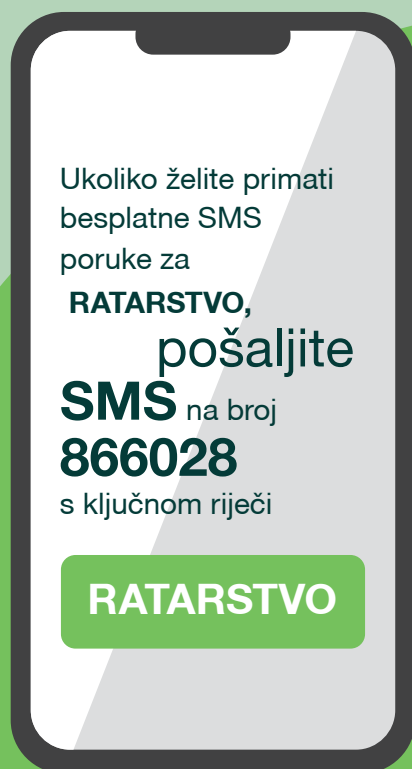 Ukoliko želite primati
besplatne SMS
poruke za
RATARSTVO,
pošaljite
SMS na broj
866028
s ključnom riječi
RATARSTVO